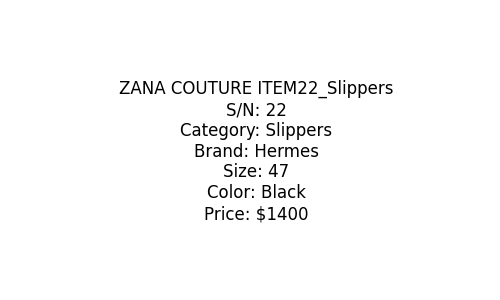 ZANA COUTURE ITEM22_Slippers
S/N: 22
Category: Slippers
Brand: Hermes
Size: 47
Color: Black
Price: $1400